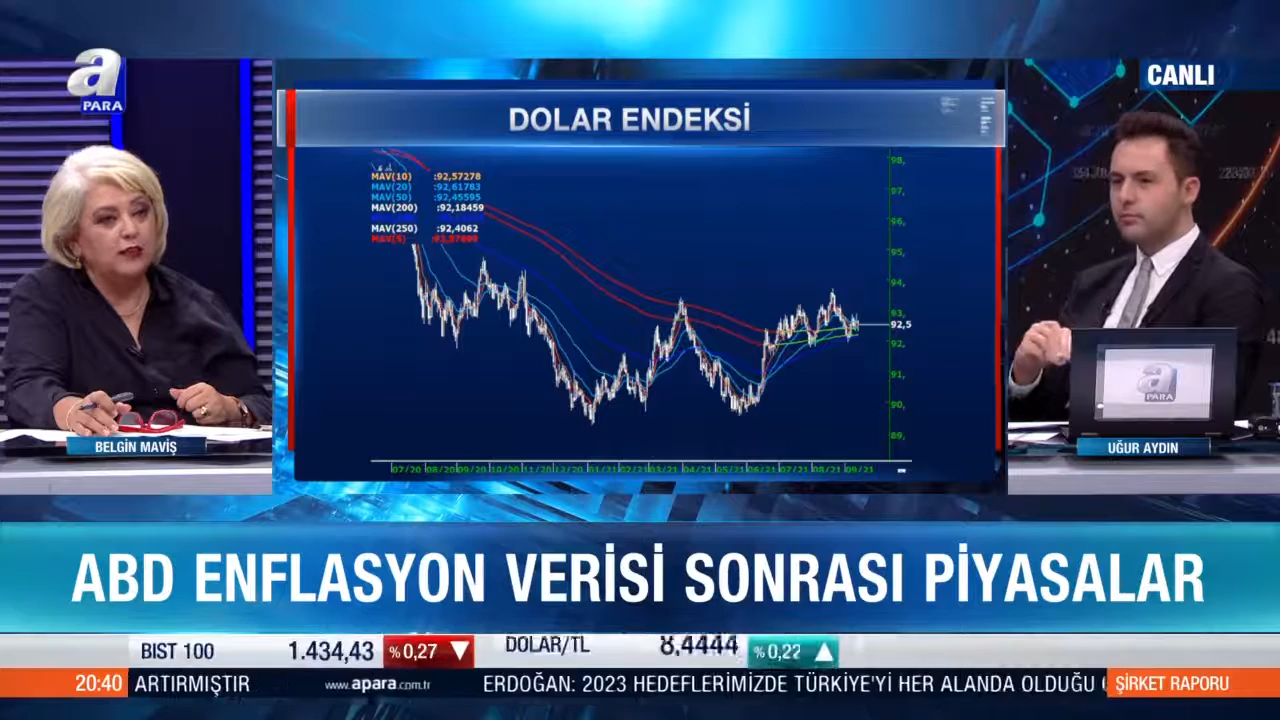 a
PARA
CANLI
DOLAR ENDEKSİ
MAV(10) :92,57278
MAV(20) :92,61783
MAV(50) :92,45595
MAV(200) :92,18459
MAV(250) :92,4062
MAV(5)
98,
97,
96,
95,
94,
93,
92,5
92,
91,
90,
89,
07/20 08/20 09/20 10/20 11/20 12/20 01/21 02/21 03/21 04/21 05/21 06/21 07/21 08/21 09/21
a
PARA
BELGİN MAVİŞ
UĞUR AYDIN
ABD ENFLASYON VERİSİ SONRASI PİYASALAR
BIST 100 1.434,43 %0,27 DOLAR/TL 8,4444 %0,22
20:40 ARTIRMIŞTIR www.apara.com.tr ERDOĞAN: 2023 HEDEFLERİMİZDE TÜRKİYE'Yİ HER ALANDA OLDUĞU ŞİRKET RAPORU